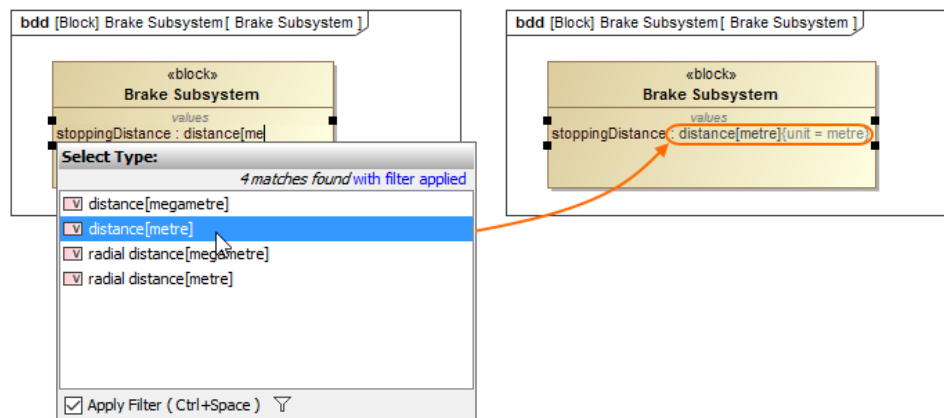 bdd [Block] Brake Subsystem[ Brake Subsystem ]
«block»
Brake Subsystem
values
stoppingDistance : distance[me
Select Type:
4 matches found with filter applied
V distance[megametre]
V distance[metre]
V radial distance[megametre]
V radial distance[metre]
Apply Filter ( Ctrl+Space )
bdd [Block] Brake Subsystem[ Brake Subsystem ]
«block»
Brake Subsystem
values
stoppingDistance : distance[metre]{unit = metre}